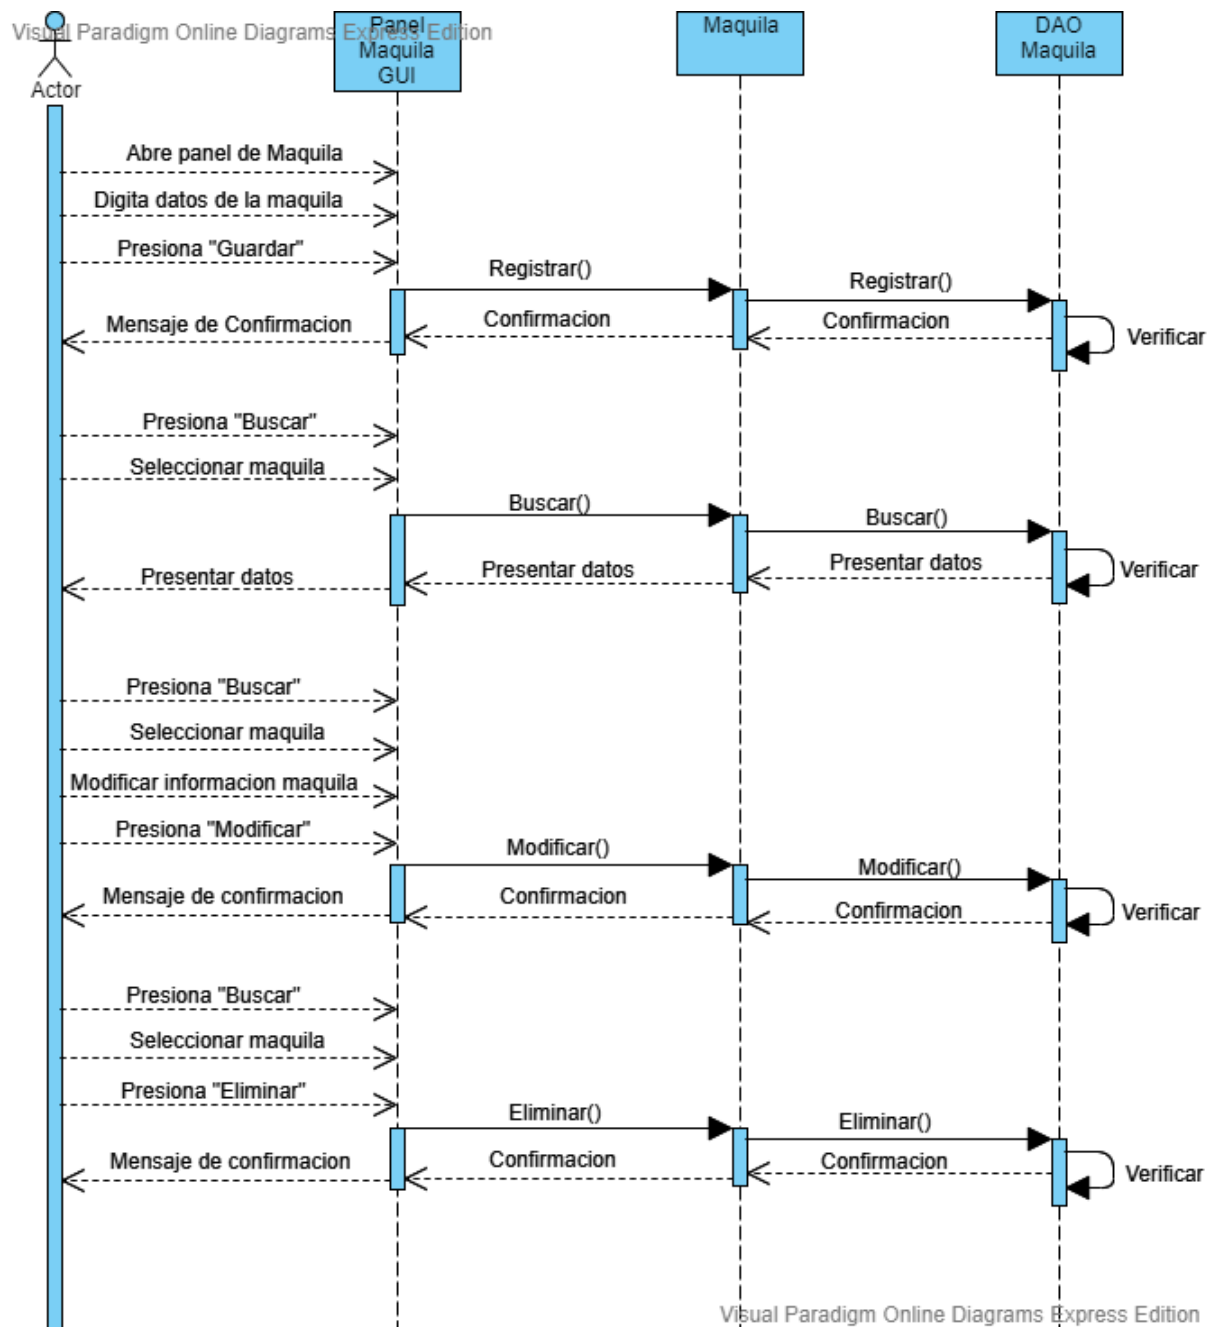 Visual Paradigm Online Diagrams Express Edition
Actor
Panel
Maquila
GUI
Maquila
DAO
Maquila
Abre panel de Maquila
Digita datos de la maquila
Presiona "Guardar"
Registrar()
Registrar()
Mensaje de Confirmacion
Confirmacion
Confirmacion
Verificar
Presiona "Buscar"
Seleccionar maquila
Buscar()
Buscar()
Presentar datos
Presentar datos
Presentar datos
Verificar
Presiona "Buscar"
Seleccionar maquila
Modificar informacion maquila
Presiona "Modificar"
Modificar()
Modificar()
Mensaje de confirmacion
Confirmacion
Confirmacion
Verificar
Presiona "Buscar"
Seleccionar maquila
Presiona "Eliminar"
Eliminar()
Eliminar()
Mensaje de confirmacion
Confirmacion
Confirmacion
Verificar
Visual Paradigm Online Diagrams Express Edition